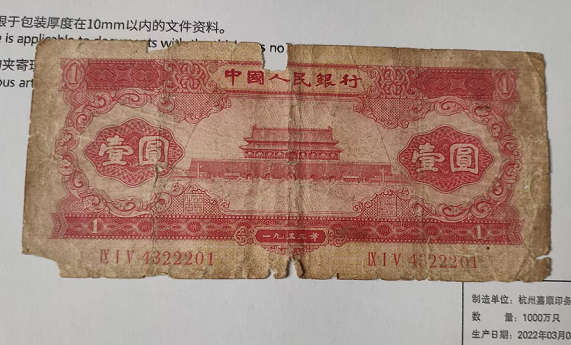 限于包装厚度在10mm以内的文件资料。
中國人民銀行
1
1
壹圓
壹圓
1
一九五三年
1
IX I V 4322201
IX I V 4322201
制造单位：杭州嘉顺印务
数 量：1000万只
生产日期：2022年03月0